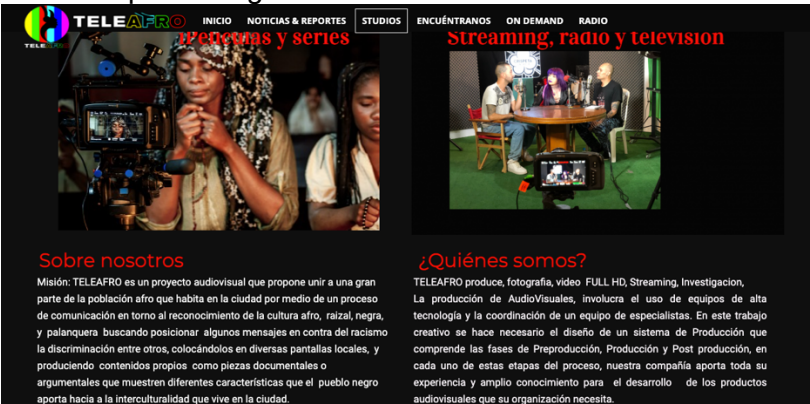 TELEAFRO
INICIO
NOTICIAS & REPORTES
STUDIOS
ENCUÉNTRANOS
ON DEMAND
RADIO
TELEAFRO
Películas y series
Streaming, radio y television
Sobre nosotros
Misión: TELEAFRO es un proyecto audiovisual que propone unir a una gran
parte de la población afro que habita en la ciudad por medio de un proceso
de comunicación en torno al reconocimiento de la cultura afro, raizal, negra,
y palanquera buscando posicionar algunos mensajes en contra del racismo
la discriminación entre otros, colocándolos en diversas pantallas locales, y
produciendo contenidos propios como piezas documentales o
argumentales que muestren diferentes características que el pueblo negro
aporta hacia a la interculturalidad que vive en la ciudad.
¿Quiénes somos?
TELEAFRO produce, fotografia, video FULL HD, Streaming, Investigacion,
La producción de AudioVisuales, involucra el uso de equipos de alta
tecnología y la coordinación de un equipo de especialistas. En este trabajo
creativo se hace necesario el diseño de un sistema de Producción que
comprende las fases de Preproducción, Producción y Post producción, en
cada uno de estas etapas del proceso, nuestra compañía aporta toda su
experiencia y amplio conocimiento para el desarrollo de los productos
audiovisuales que su organización necesita.